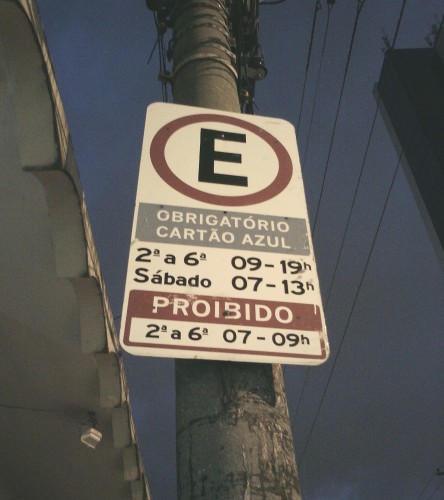 E
OBRIGATÓRIO
CARTÃO AZUL
2ª a 6ª 09-19h
Sábado 07-13h
PROIBIDO
2ª a 6ª 07-09h